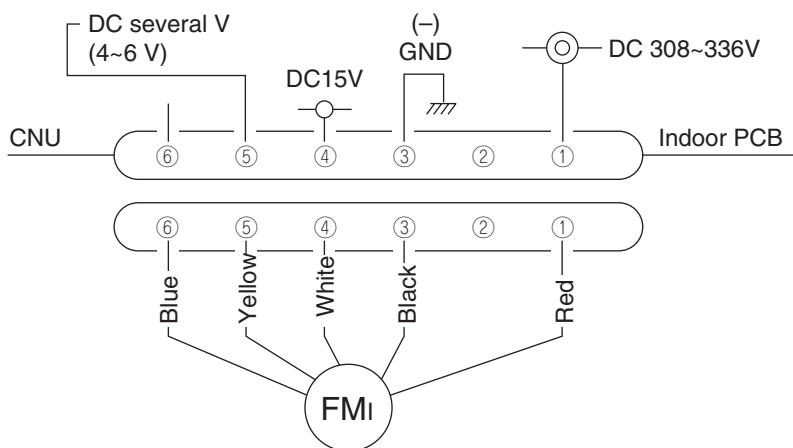 DC several V
(4~6 V)
(–)
GND
DC15V
DC 308~336V
CNU
⑥ ⑤ ④ ③ ② ①
Indoor PCB
⑥ ⑤ ④ ③ ② ①
Blue
Yellow
White
Black
Red
FMI